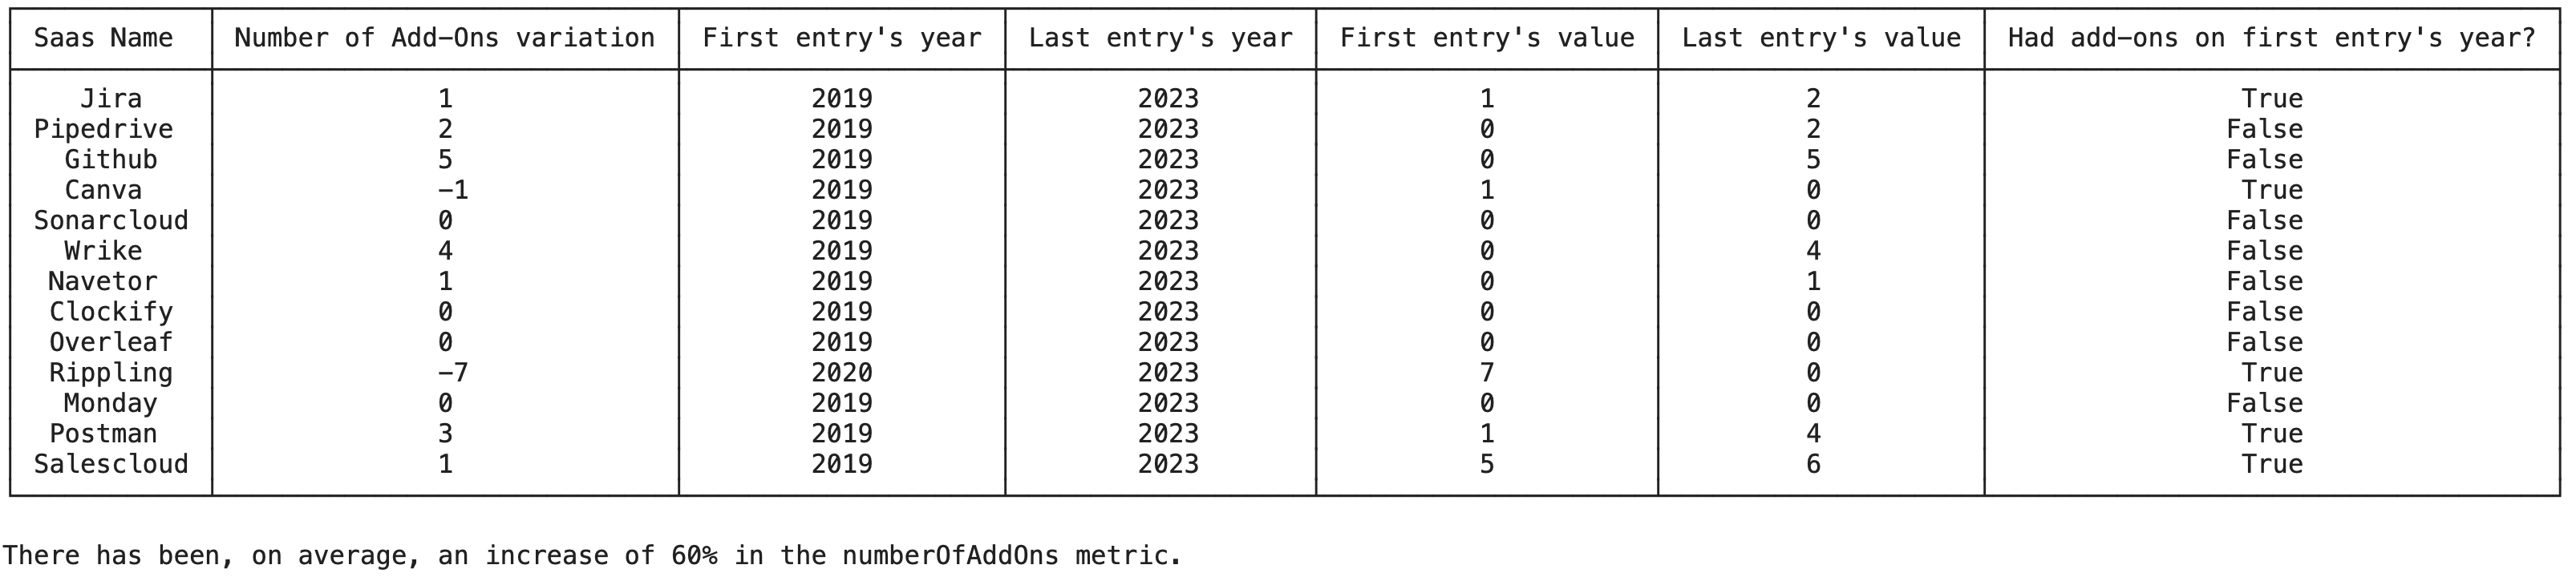 Saas Name Number of Add-Ons variation First entry's year Last entry's year First entry's value Last entry's value Had add-ons on first entry's year?
Jira 1 2019 2023 1 2 True
Pipedrive 2 2019 2023 0 2 False
Github 5 2019 2023 0 5 False
Canva -1 2019 2023 1 0 True
Sonarcloud 0 2019 2023 0 0 False
Wrike 4 2019 2023 0 4 False
Navetor 1 2019 2023 0 1 False
Clockify 0 2019 2023 0 0 False
Overleaf 0 2019 2023 0 0 False
Rippling -7 2020 2023 7 0 True
Monday 0 2019 2023 0 0 False
Postman 3 2019 2023 1 4 True
Salescloud 1 2019 2023 5 6 True
There has been, on average, an increase of 60% in the numberOfAddOns metric.